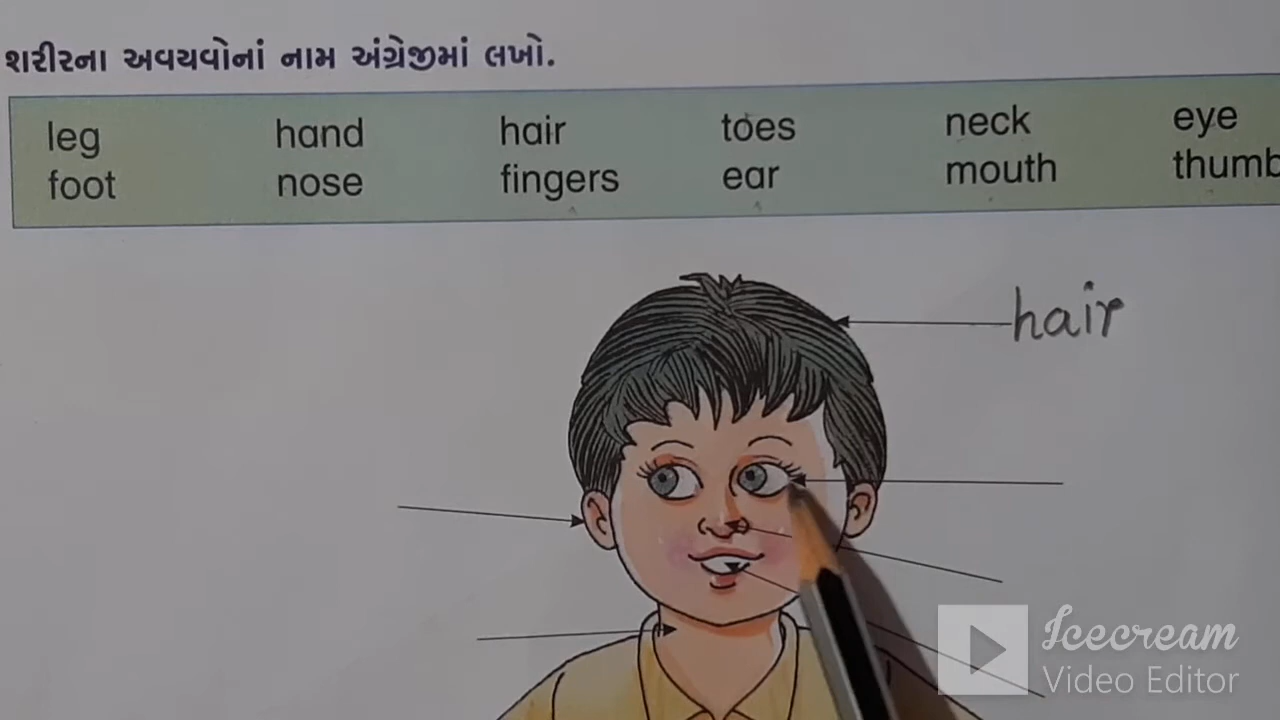 શરીરના અવયવોનાં નામ અંગ્રેજીમાં લખો.
leg hand hair toes neck eye
foot nose fingers ear mouth thumb
hair
Icecream
Video Editor